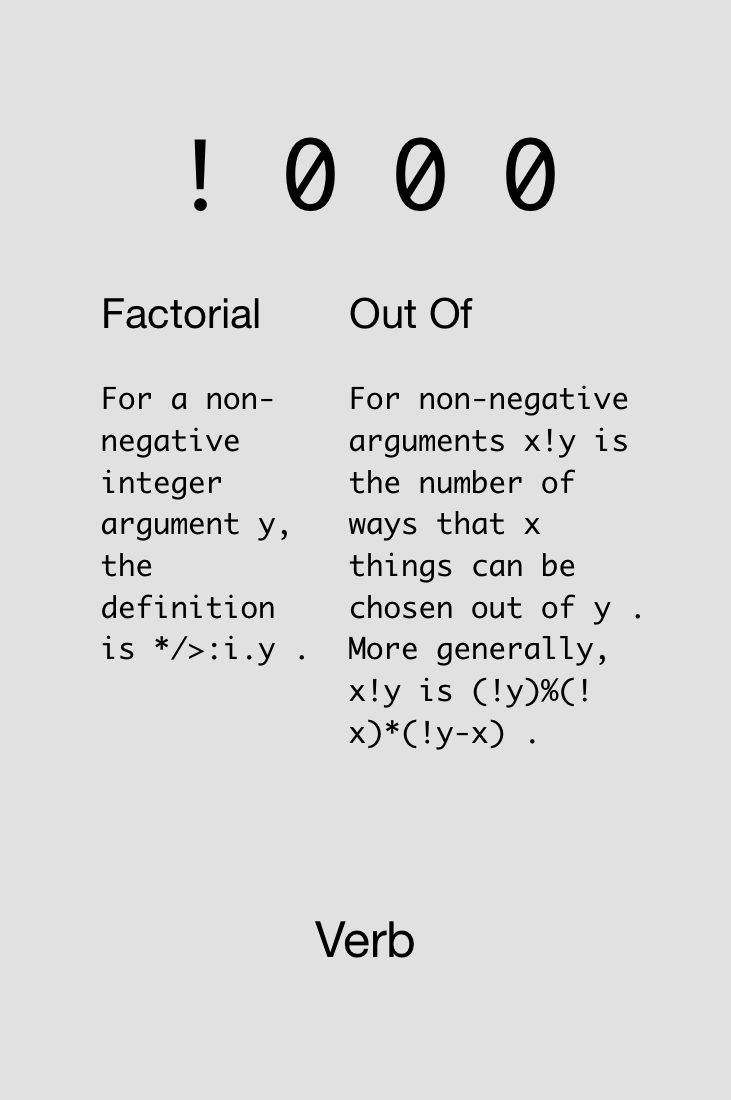 ! 0 0 0
Factorial
For a non-
negative
integer
argument y,
the
definition
is */>:i.y .
Out Of
For non-negative
arguments x!y is
the number of
ways that x
things can be
chosen out of y .
More generally,
x!y is (!y)%(!
x)*(!y-x) .
Verb